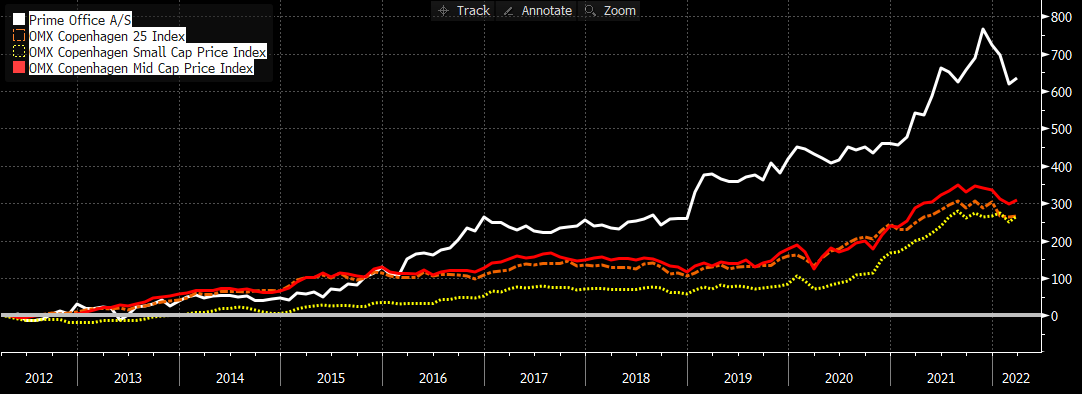 Track Annotate Zoom
Prime Office A/S
OMX Copenhagen 25 Index
OMX Copenhagen Small Cap Price Index
OMX Copenhagen Mid Cap Price Index
800
700
600
500
400
300
200
100
0
2012 2013 2014 2015 2016 2017 2018 2019 2020 2021 2022